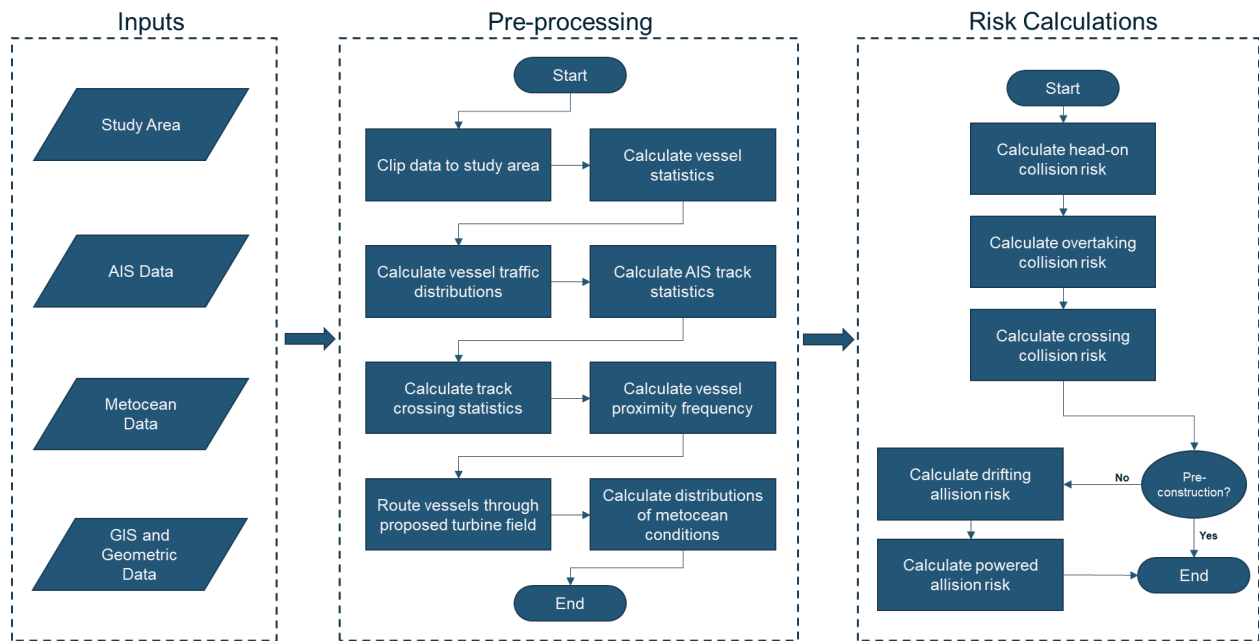 Inputs
Study Area
AIS Data
Metocean
Data
GIS and
Geometric
Data
Pre-processing
Start
Clip data to study area
Calculate vessel
statistics
Calculate vessel traffic
distributions
Calculate AIS track
statistics
Calculate track
crossing statistics
Calculate vessel
proximity frequency
Route vessels through
proposed turbine field
Calculate distributions
of metocean
conditions
End
Risk Calculations
Start
Calculate head-on
collision risk
Calculate overtaking
collision risk
Calculate crossing
collision risk
Pre-
construction?
No
Yes
Calculate drifting
allision risk
Calculate powered
allision risk
End